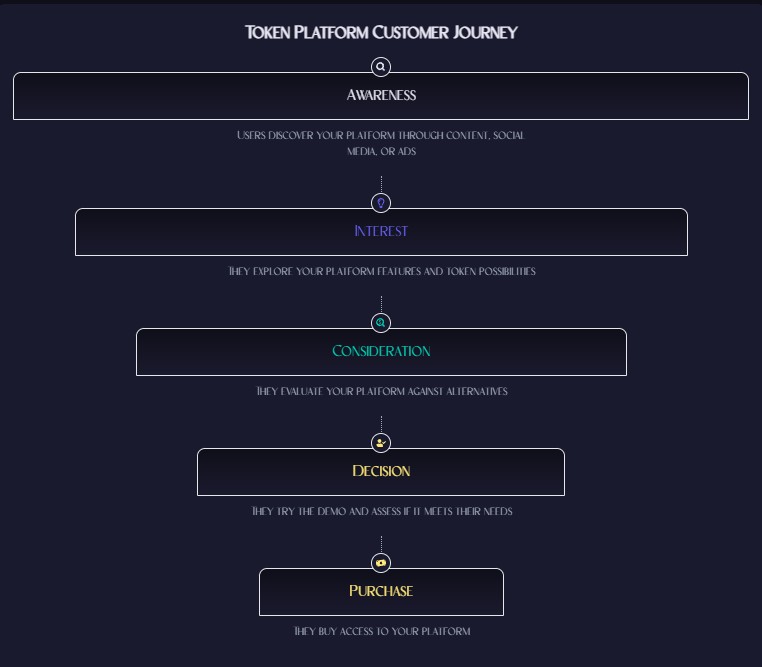 Token Platform Customer Journey
Awareness
Users discover your platform through content, social
media, or ads
Interest
They explore your platform features and token possibilities
Consideration
They evaluate your platform against alternatives
Decision
They try the demo and assess if it meets their needs
Purchase
They buy access to your platform